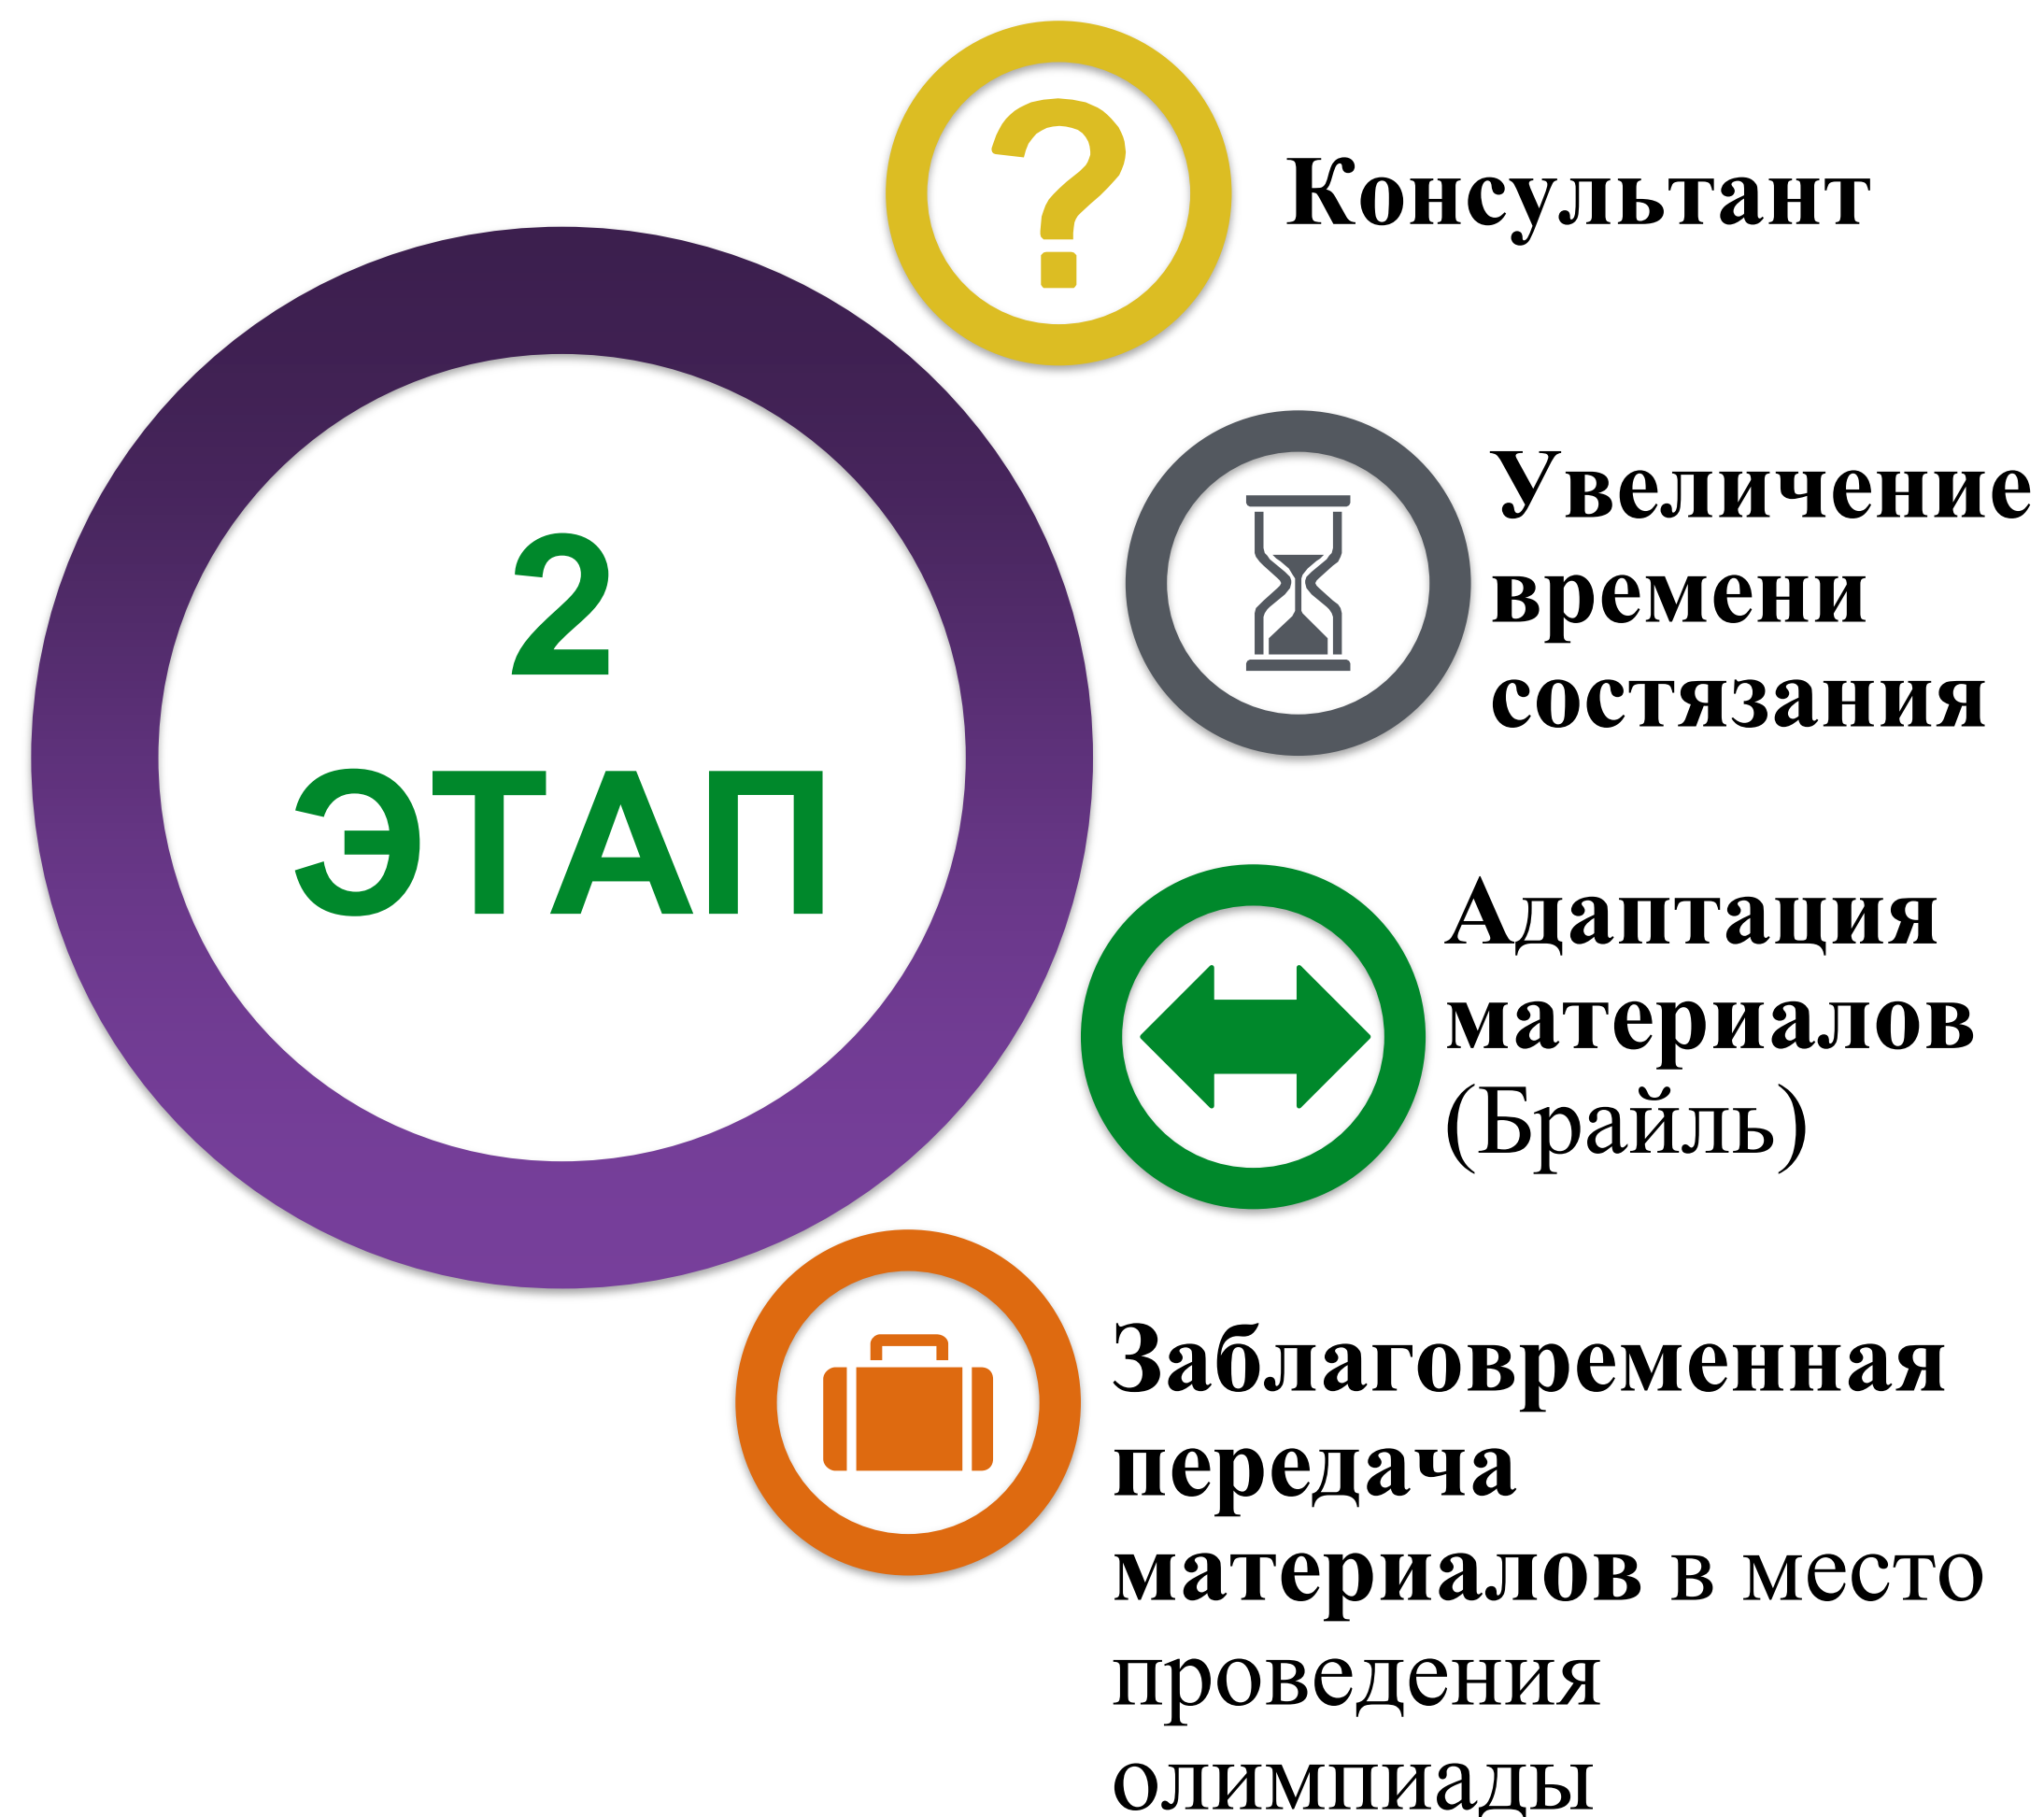 2
ЭТАП
Консультант
Увеличение
времени
состязания
Адаптация
материалов
(Брайль)
Заблаговременная
передача
материалов в место
проведения
олимпиады